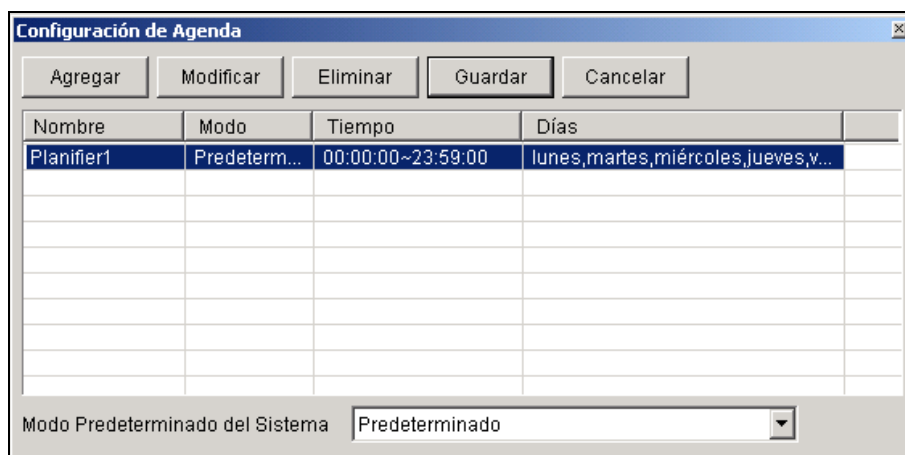 Configuración de Agenda
Agregar Modificar Eliminar Guardar Cancelar
Nombre Modo Tiempo Días
Planifier1 Predeterm... 00:00:00~23:59:00 lunes,martes,miércoles,jueves,v...
Modo Predeterminado del Sistema Predeterminado